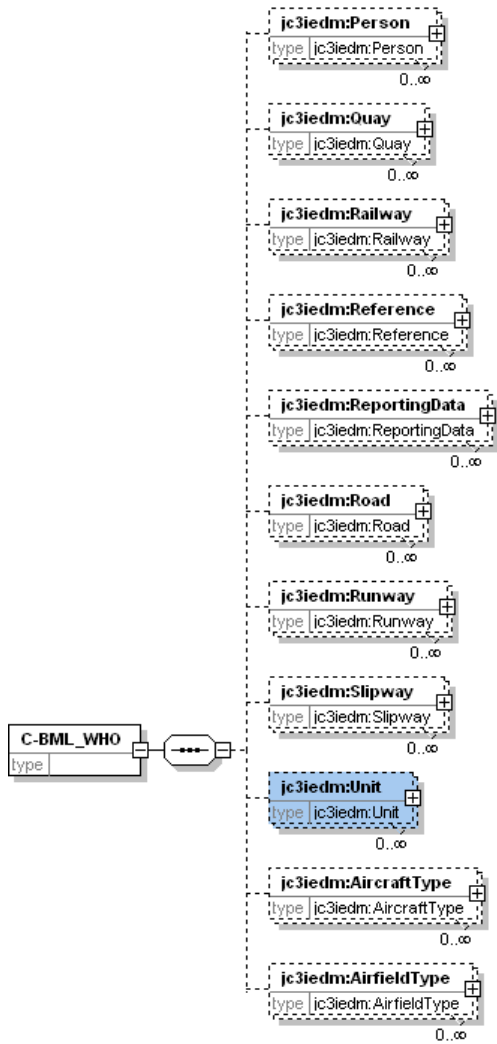 jc3iedm:Person
type jc3iedm:Person
0..∞
jc3iedm:Quay
type jc3iedm:Quay
0..∞
jc3iedm:Railway
type jc3iedm:Railway
0..∞
jc3iedm:Reference
type jc3iedm:Reference
0..∞
jc3iedm:ReportingData
type jc3iedm:ReportingData
0..∞
jc3iedm:Road
type jc3iedm:Road
0..∞
jc3iedm:Runway
type jc3iedm:Runway
0..∞
jc3iedm:Slipway
type jc3iedm:Slipway
0..∞
C-BML_WHO
type
jc3iedm:Unit
type jc3iedm:Unit
0..∞
jc3iedm:AircraftType
type jc3iedm:AircraftType
0..∞
jc3iedm:AirfieldType
type jc3iedm:AirfieldType
0..∞